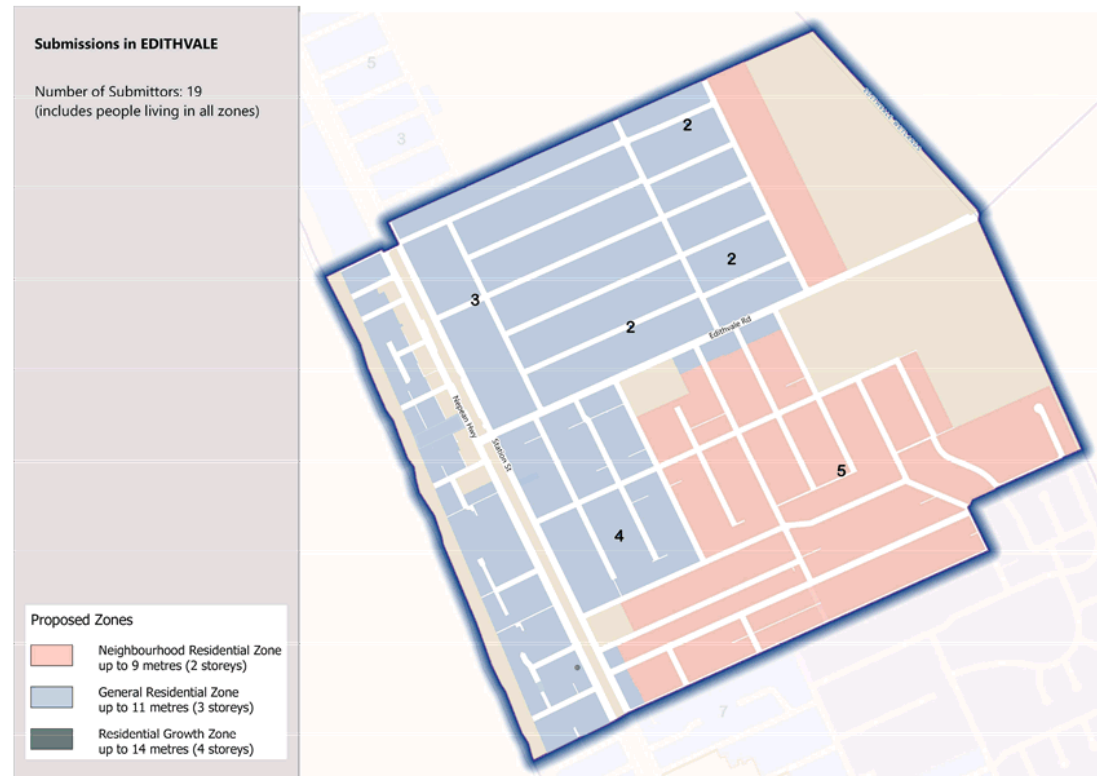 Submissions in EDITHVALE
Number of Submittors: 19
(includes people living in all zones)
5
3
2
2
3
2
Edithvale Rd
Nepean Hwy
Station St
5
4
7
Proposed Zones
Neighbourhood Residential Zone
up to 9 metres (2 storeys)
General Residential Zone
up to 11 metres (3 storeys)
Residential Growth Zone
up to 14 metres (4 storeys)